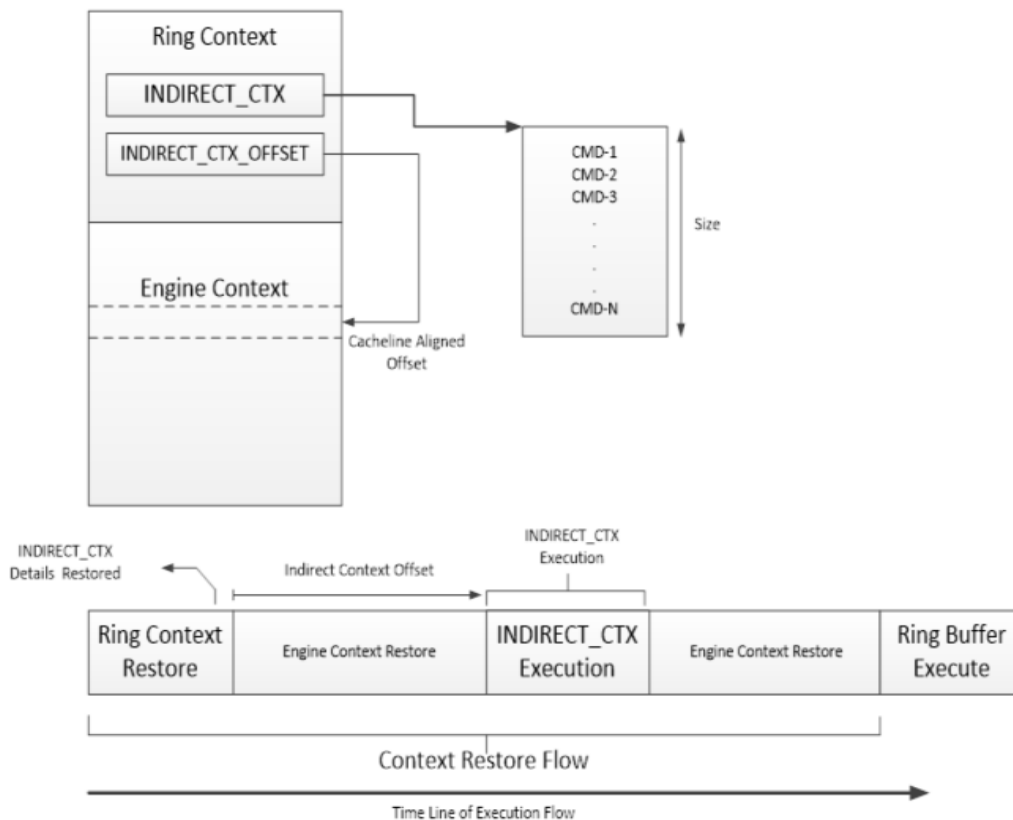 Ring Context
INDIRECT_CTX
INDIRECT_CTX_OFFSET
CMD-1
CMD-2
CMD-3
.
.
.
.
CMD-N
Size
Engine Context
Cacheline Aligned
Offset
INDIRECT_CTX
Details Restored
Indirect Context Offset
INDIRECT_CTX
Execution
Ring Context
Restore
Engine Context Restore
INDIRECT_CTX
Execution
Engine Context Restore
Ring Buffer
Execute
Context Restore Flow
Time Line of Execution Flow